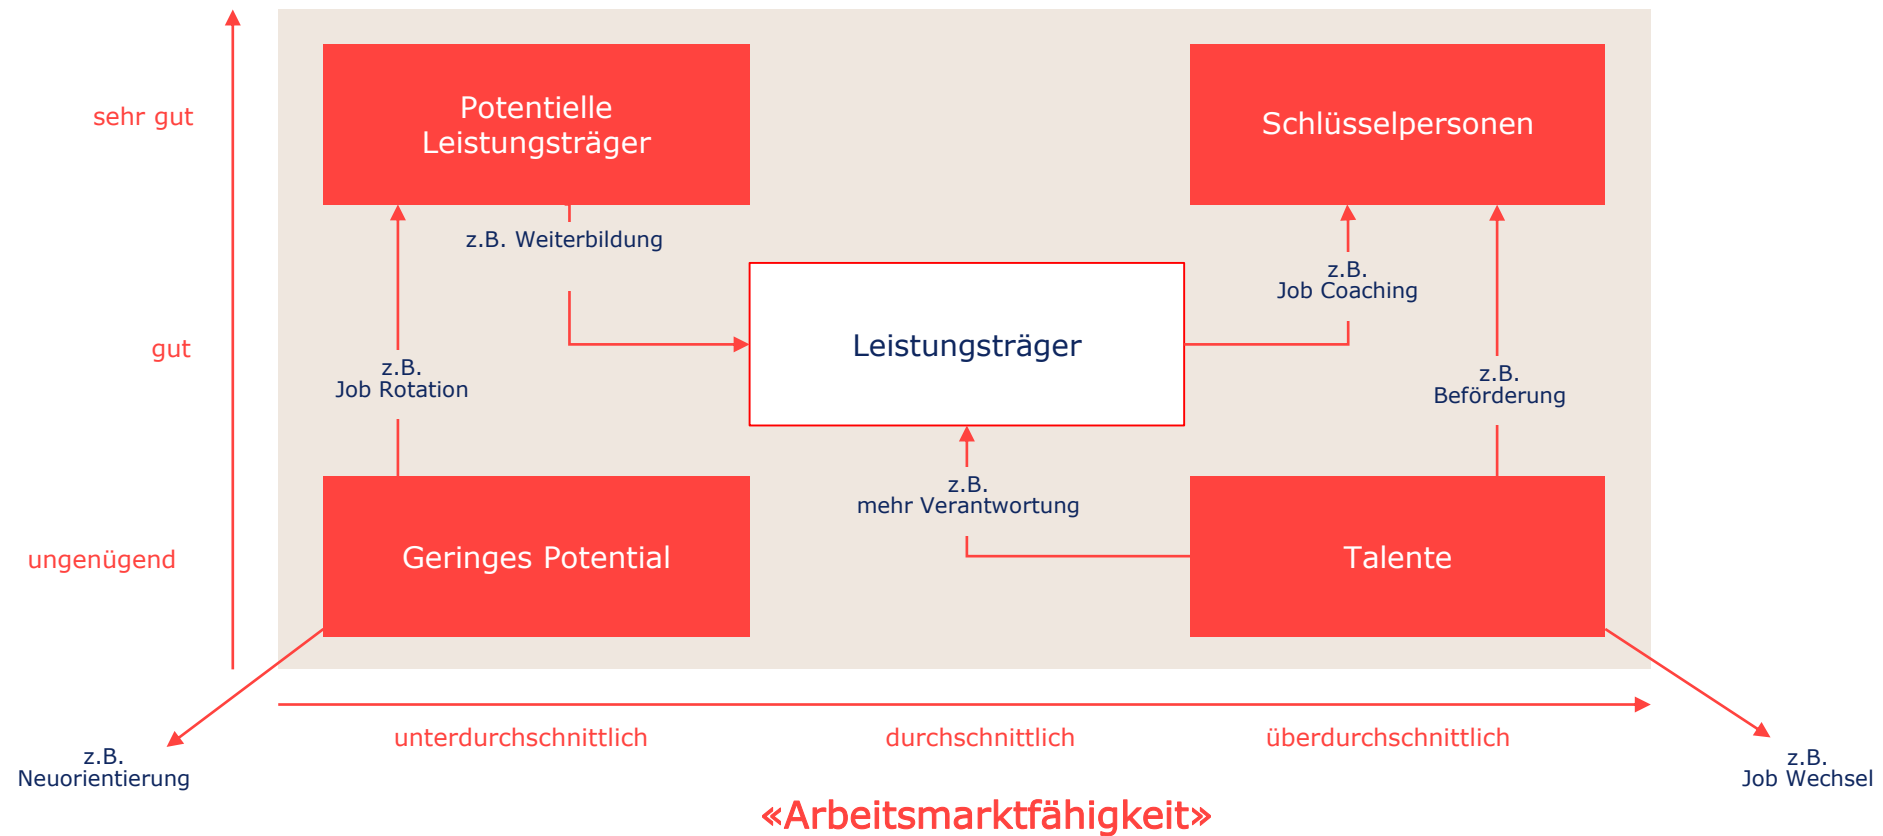 sehr gut
Potentielle
Leistungsträger
Schlüsselpersonen
z.B. Weiterbildung
z.B.
Job Coaching
gut
Leistungsträger
z.B.
Job Rotation
z.B.
Beförderung
z.B.
mehr Verantwortung
ungenügend
Geringes Potential
Talente
unterdurchschnittlich
durchschnittlich
überdurchschnittlich
z.B.
Neuorientierung
z.B.
Job Wechsel
«Arbeitsmarktfähigkeit»